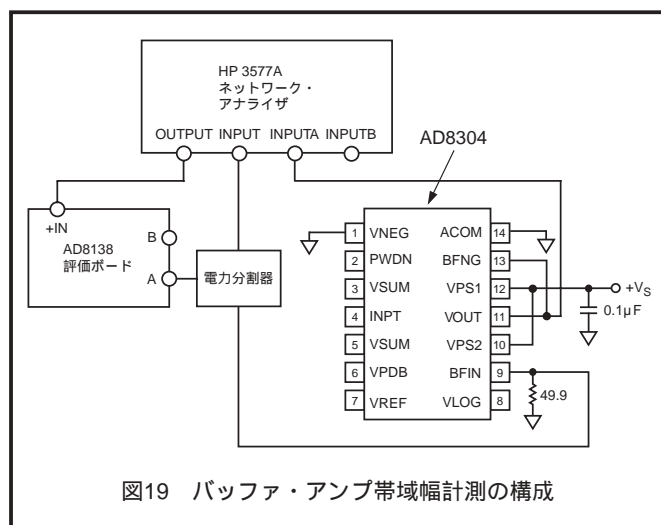 HP 3577A
ネットワーク・
アナライザ
OUTPUT INPUT INPUTA INPUTB
AD8304
+IN
AD8138
評価ボード
B
A
電力分割器
1 VNEG
2 PWDN
3 VSUM
4 INPT
5 VSUM
6 VPDB
7 VREF
ACOM 14
BFNG 13
VPS1 12
VOUT 11
VPS2 10
BFIN 9
VLOG 8
+VS
0.1µF
49.9
図19 バッファ・アンプ帯域幅計測の構成